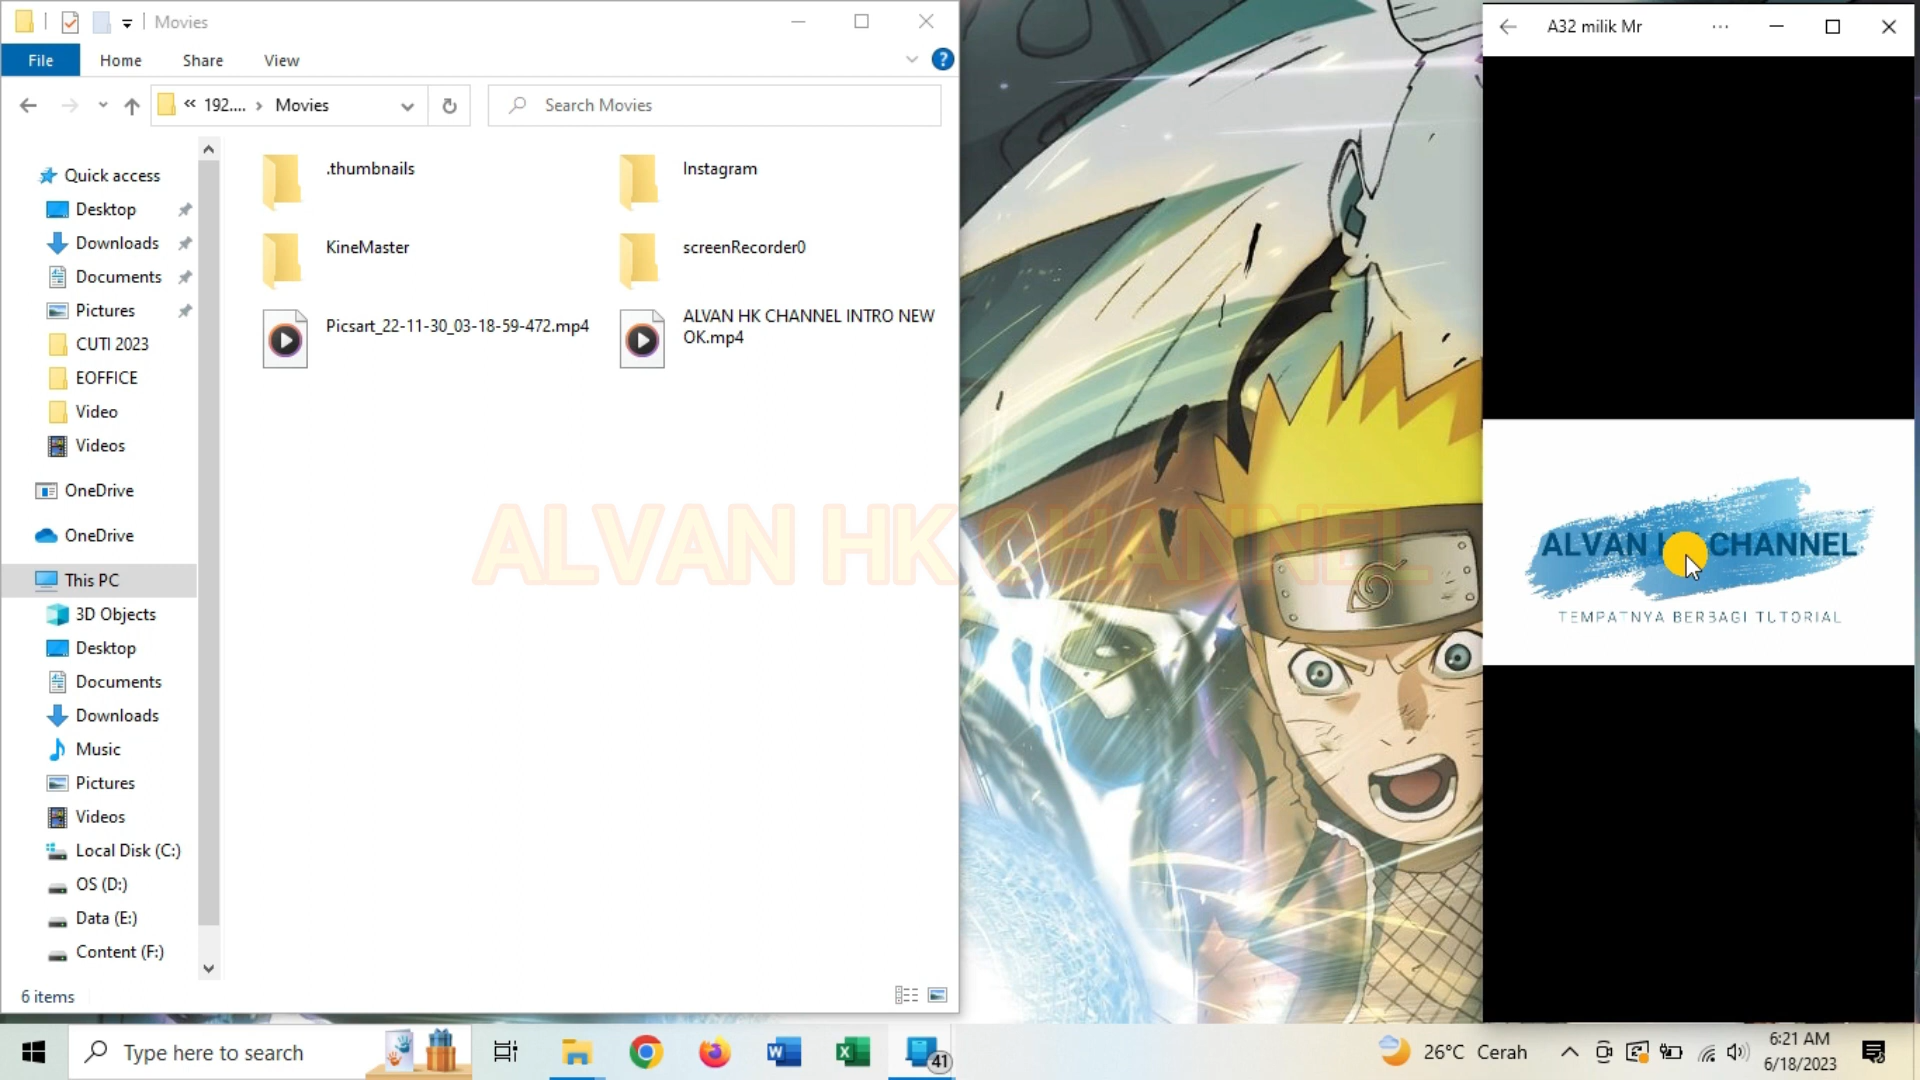 Movies
File
Home
Share
View
192....
Movies
Search Movies
Quick access
Desktop
Downloads
Documents
Pictures
CUTI 2023
EOFFICE
Video
Videos
OneDrive
OneDrive
This PC
3D Objects
Desktop
Documents
Downloads
Music
Pictures
Videos
Local Disk (C:)
OS (D:)
Data (E:)
Content (F:)
6 items
.thumbnails
Instagram
KineMaster
screenRecorder0
Picsart_22-11-30_03-18-59-472.mp4
ALVAN HK CHANNEL INTRO NEW
OK.mp4
ALVAN HK CHANNEL
A32 milik Mr
ALVAN CHANNEL
TEMPATNYA BERBAGI TUTORIAL
Type here to search
41
26°C Cerah
6:21 AM
6/18/2023